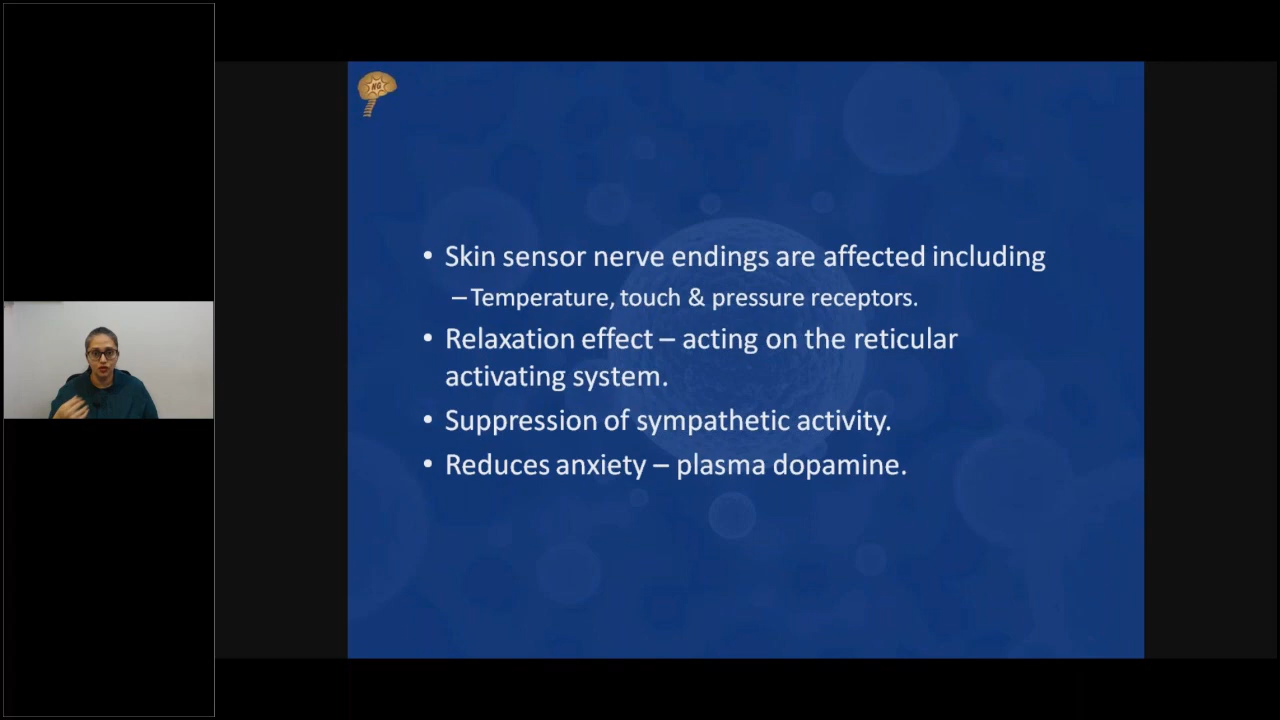 NG
• Skin sensor nerve endings are affected including
– Temperature, touch & pressure receptors.
• Relaxation effect – acting on the reticular
activating system.
• Suppression of sympathetic activity.
• Reduces anxiety – plasma dopamine.